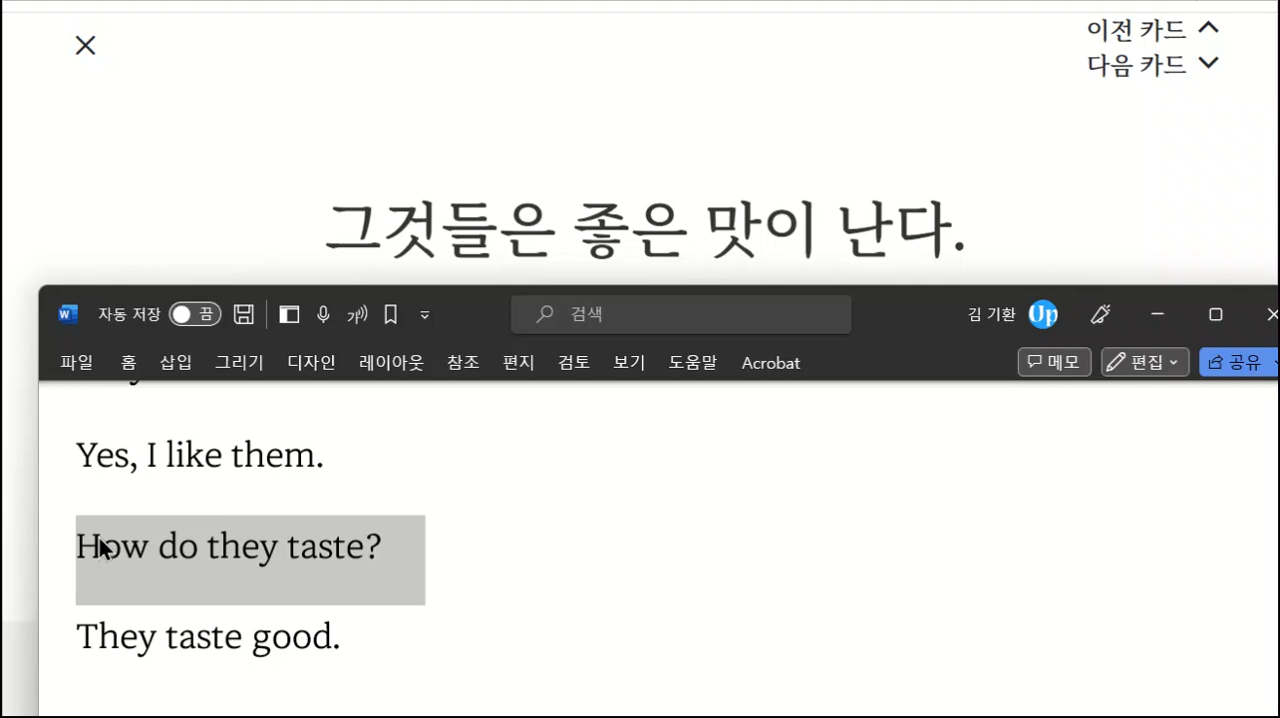 이전 카드
다음 카드
그것들은 좋은 맛이 난다.
자동 저장 끔 가 검색 김 기환 Up
파일 홈 삽입 그리기 디자인 레이아웃 참조 편지 검토 보기 도움말 Acrobat 메모 편집 공유
Yes, I like them.
How do they taste?
They taste good.